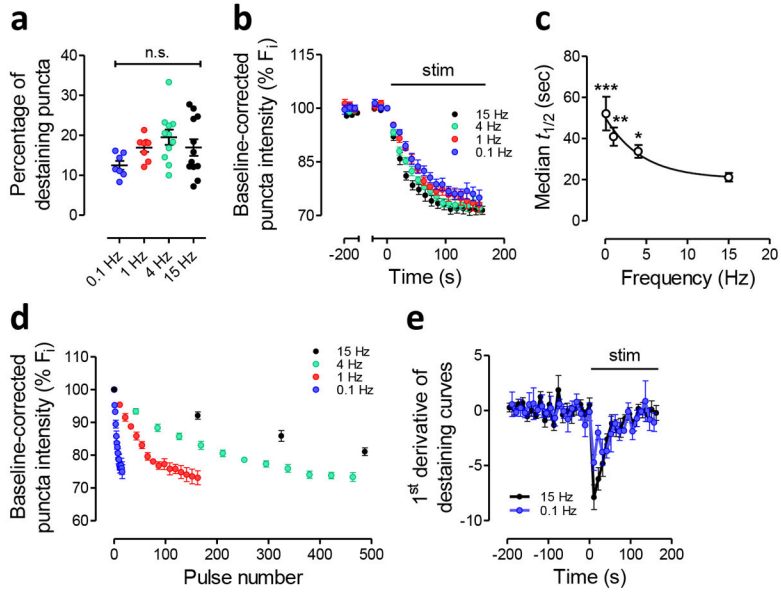 a
Percentage of
destaining puncta
n.s.
40
30
20
10
0
0.1 Hz
1 Hz
4 Hz
15 Hz
b
Baseline-corrected
puncta intensity (% Fi)
stim
115
100
85
70
15 Hz
4 Hz
1 Hz
0.1 Hz
-200
0
100
200
Time (s)
c
Median t1/2 (sec)
80
60
40
20
0
***
**
*
0
5
10
15
20
Frequency (Hz)
d
Baseline-corrected
puncta intensity (% Fi)
110
100
90
80
70
60
15 Hz
4 Hz
1 Hz
0.1 Hz
0
100
200
300
400
500
Pulse number
e
1st derivative of
destaining curves
stim
5
0
-5
-10
15 Hz
0.1 Hz
-200
-100
0
100
200
Time (s)